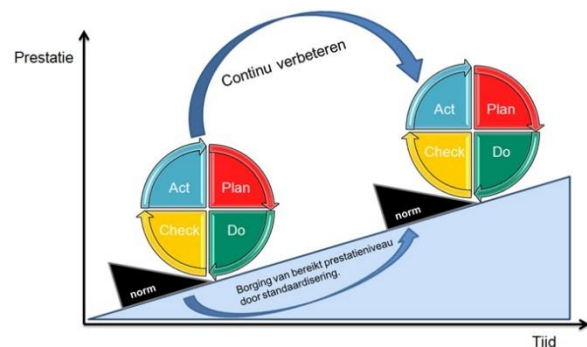 Prestatie
Continu verbeteren
Act
Plan
Check
Do
norm
Act
Plan
Check
Do
norm
Borging van bereikt prestatieniveau
door standaardisering.
Tijd